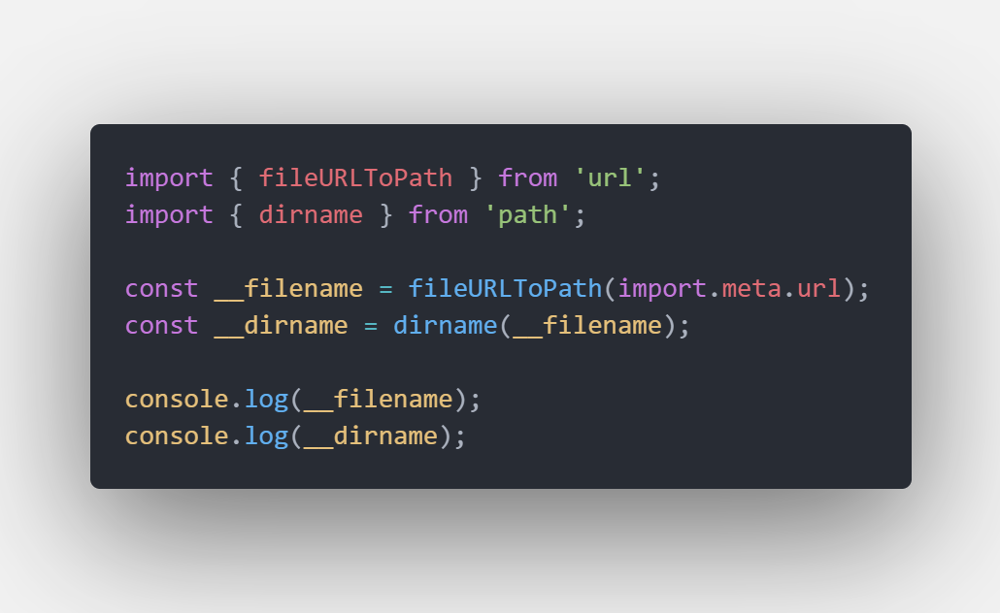 import { fileURLToPath } from 'url';
import { dirname } from 'path';
const __filename = fileURLToPath(import.meta.url);
const __dirname = dirname(__filename);
console.log(__filename);
console.log(__dirname);